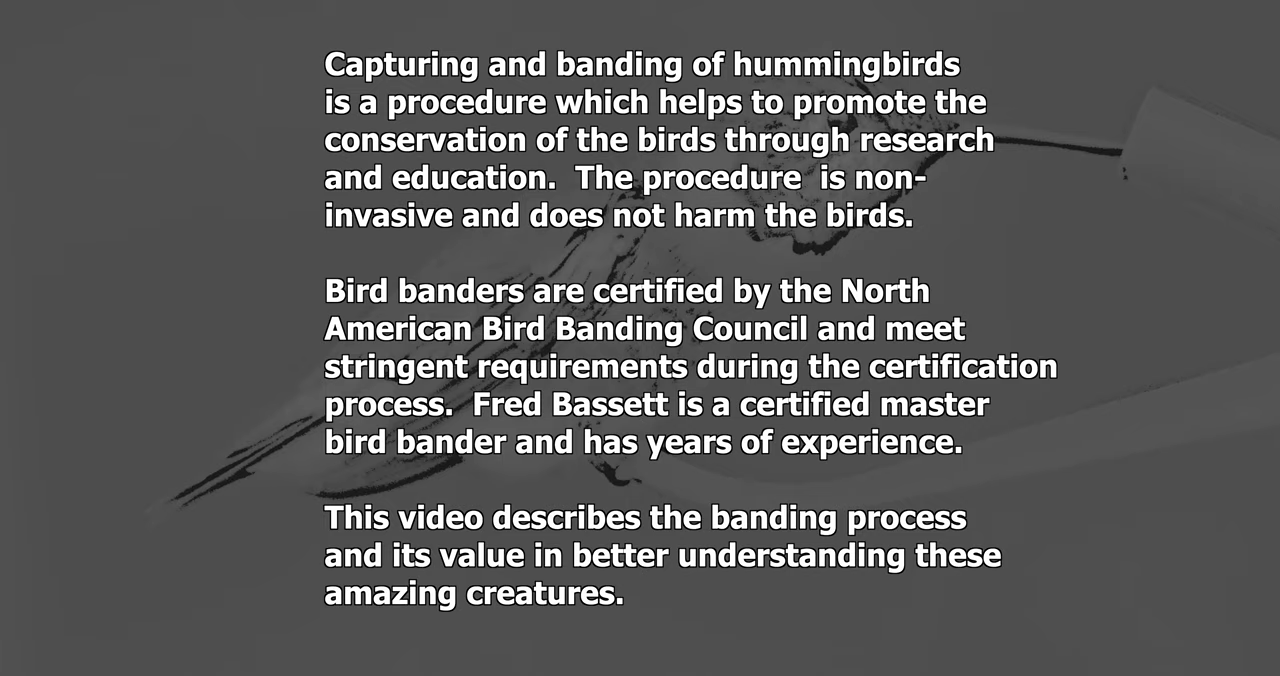 Capturing and banding of hummingbirds
is a procedure which helps to promote the
conservation of the birds through research
and education.  The procedure  is non-
invasive and does not harm the birds.

Bird banders are certified by the North
American Bird Banding Council and meet
stringent requirements during the certification
process.  Fred Bassett is a certified master
bird bander and has years of experience.

This video describes the banding process
and its value in better understanding these
amazing creatures.